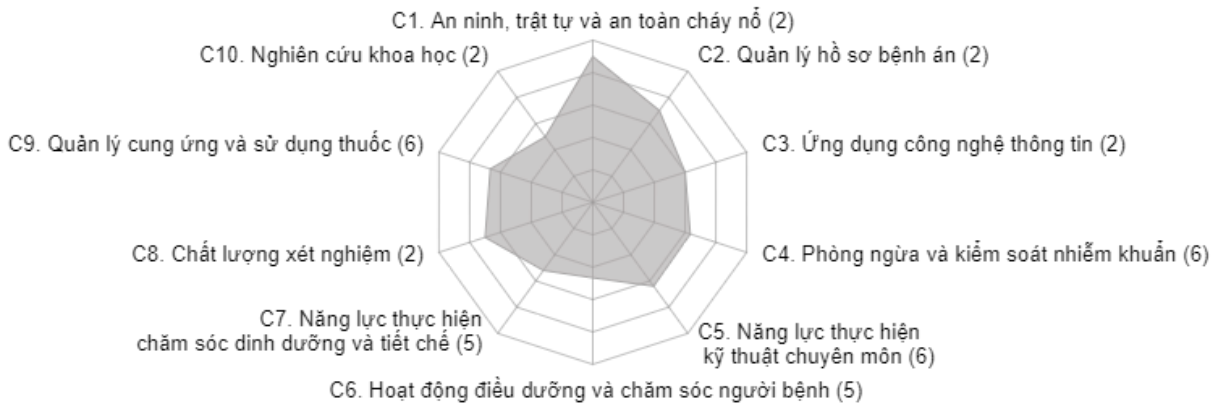 C1. An ninh, trật tự và an toàn cháy nổ (2)
C10. Nghiên cứu khoa học (2)
C2. Quản lý hồ sơ bệnh án (2)
C9. Quản lý cung ứng và sử dụng thuốc (6)
C3. Ứng dụng công nghệ thông tin (2)
C8. Chất lượng xét nghiệm (2)
C4. Phòng ngừa và kiểm soát nhiễm khuẩn (6)
C7. Năng lực thực hiện
chăm sóc dinh dưỡng và tiết chế (5)
C5. Năng lực thực hiện
kỹ thuật chuyên môn (6)
C6. Hoạt động điều dưỡng và chăm sóc người bệnh (5)